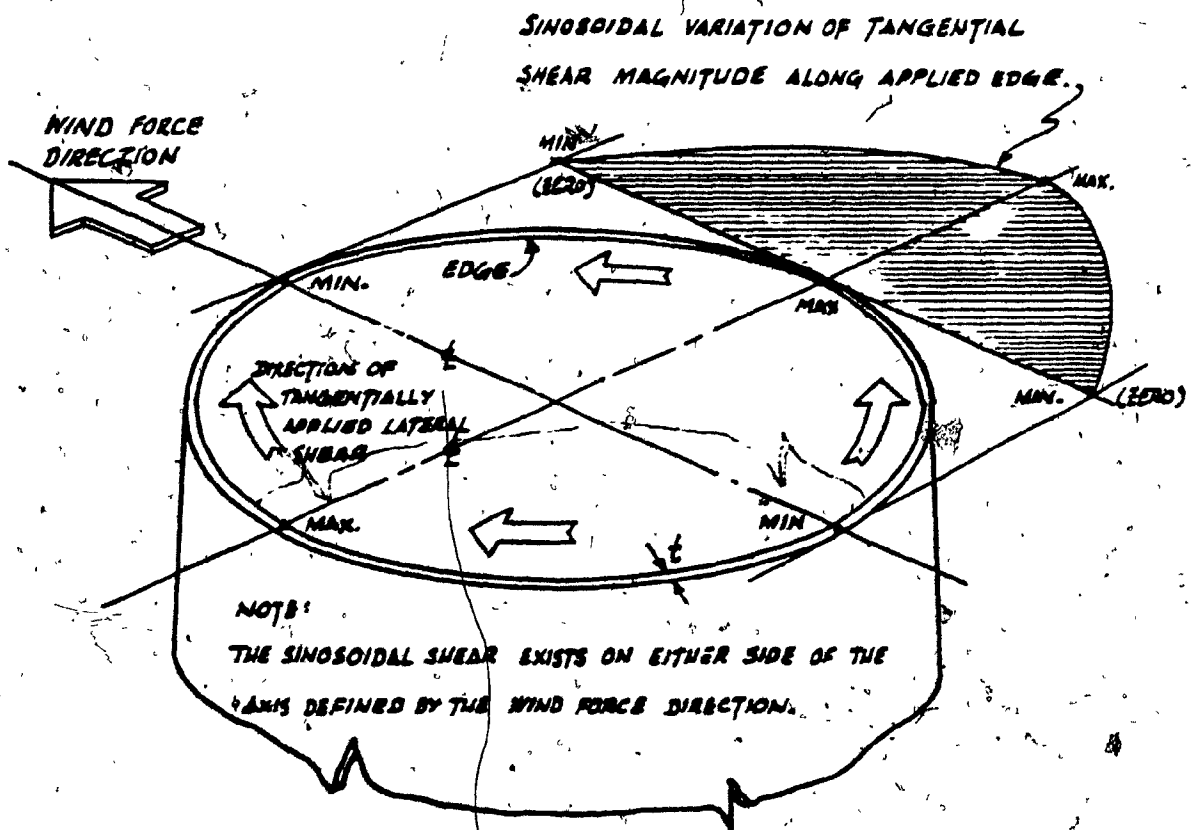 SINOSOIDAL VARIATION OF TANGENTIAL
SHEAR MAGNITUDE ALONG APPLIED EDGE.
WIND FORCE
DIRECTION
MIN
(ZERO)
MAX.
EDGE
MIN.
MAX
DIRECTION OF
TANGENTIALLY
APPLIED LATERAL
SHEAR
℄
℄
MIN.
(ZERO)
MAX.
MIN
t
NOTE:
THE SINOSOIDAL SHEAR EXISTS ON EITHER SIDE OF THE
AXIS DEFINED BY THE WIND FORCE DIRECTION.